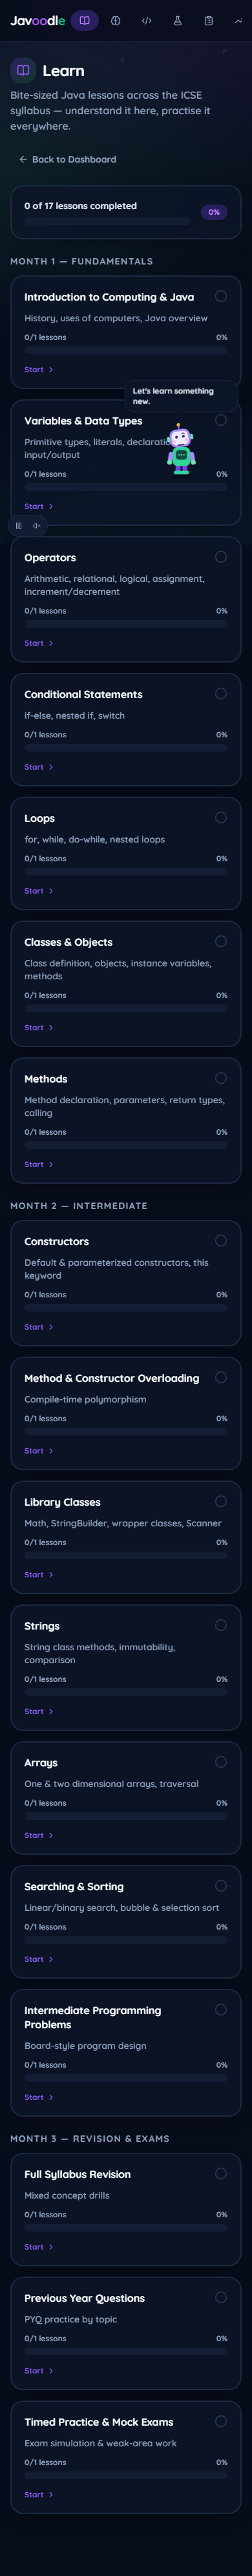 Javoodle
Learn
Bite-sized Java lessons across the ICSE
syllabus — understand it here, practise it
everywhere.
Back to Dashboard
0 of 17 lessons completed
0%
MONTH 1 — FUNDAMENTALS
Introduction to Computing & Java
History, uses of computers, Java overview
0/1 lessons 0%
Start
Let's learn something
new.
Variables & Data Types
Primitive types, literals,
input/output
0/1 lessons 0%
Start
Operators
Arithmetic, relational, logical, assignment,
increment/decrement
0/1 lessons 0%
Start
Conditional Statements
if-else, nested if, switch
0/1 lessons 0%
Start
Loops
for, while, do-while, nested loops
0/1 lessons 0%
Start
Classes & Objects
Class definition, objects, instance variables,
methods
0/1 lessons 0%
Start
Methods
Method declaration, parameters, return types,
calling
0/1 lessons 0%
Start
MONTH 2 — INTERMEDIATE
Constructors
Default & parameterized constructors, this
keyword
0/1 lessons 0%
Start
Method & Constructor Overloading
Compile-time polymorphism
0/1 lessons 0%
Start
Library Classes
Math, StringBuilder, wrapper classes, Scanner
0/1 lessons 0%
Start
Strings
String class methods, immutability,
comparison
0/1 lessons 0%
Start
Arrays
One & two dimensional arrays, traversal
0/1 lessons 0%
Start
Searching & Sorting
Linear/binary search, bubble & selection sort
0/1 lessons 0%
Start
Intermediate Programming
Problems
Board-style program design
0/1 lessons 0%
Start
MONTH 3 — REVISION & EXAMS
Full Syllabus Revision
Mixed concept drills
0/1 lessons 0%
Start
Previous Year Questions
PYQ practice by topic
0/1 lessons 0%
Start
Timed Practice & Mock Exams
Exam simulation & weak-area work
0/1 lessons 0%
Start